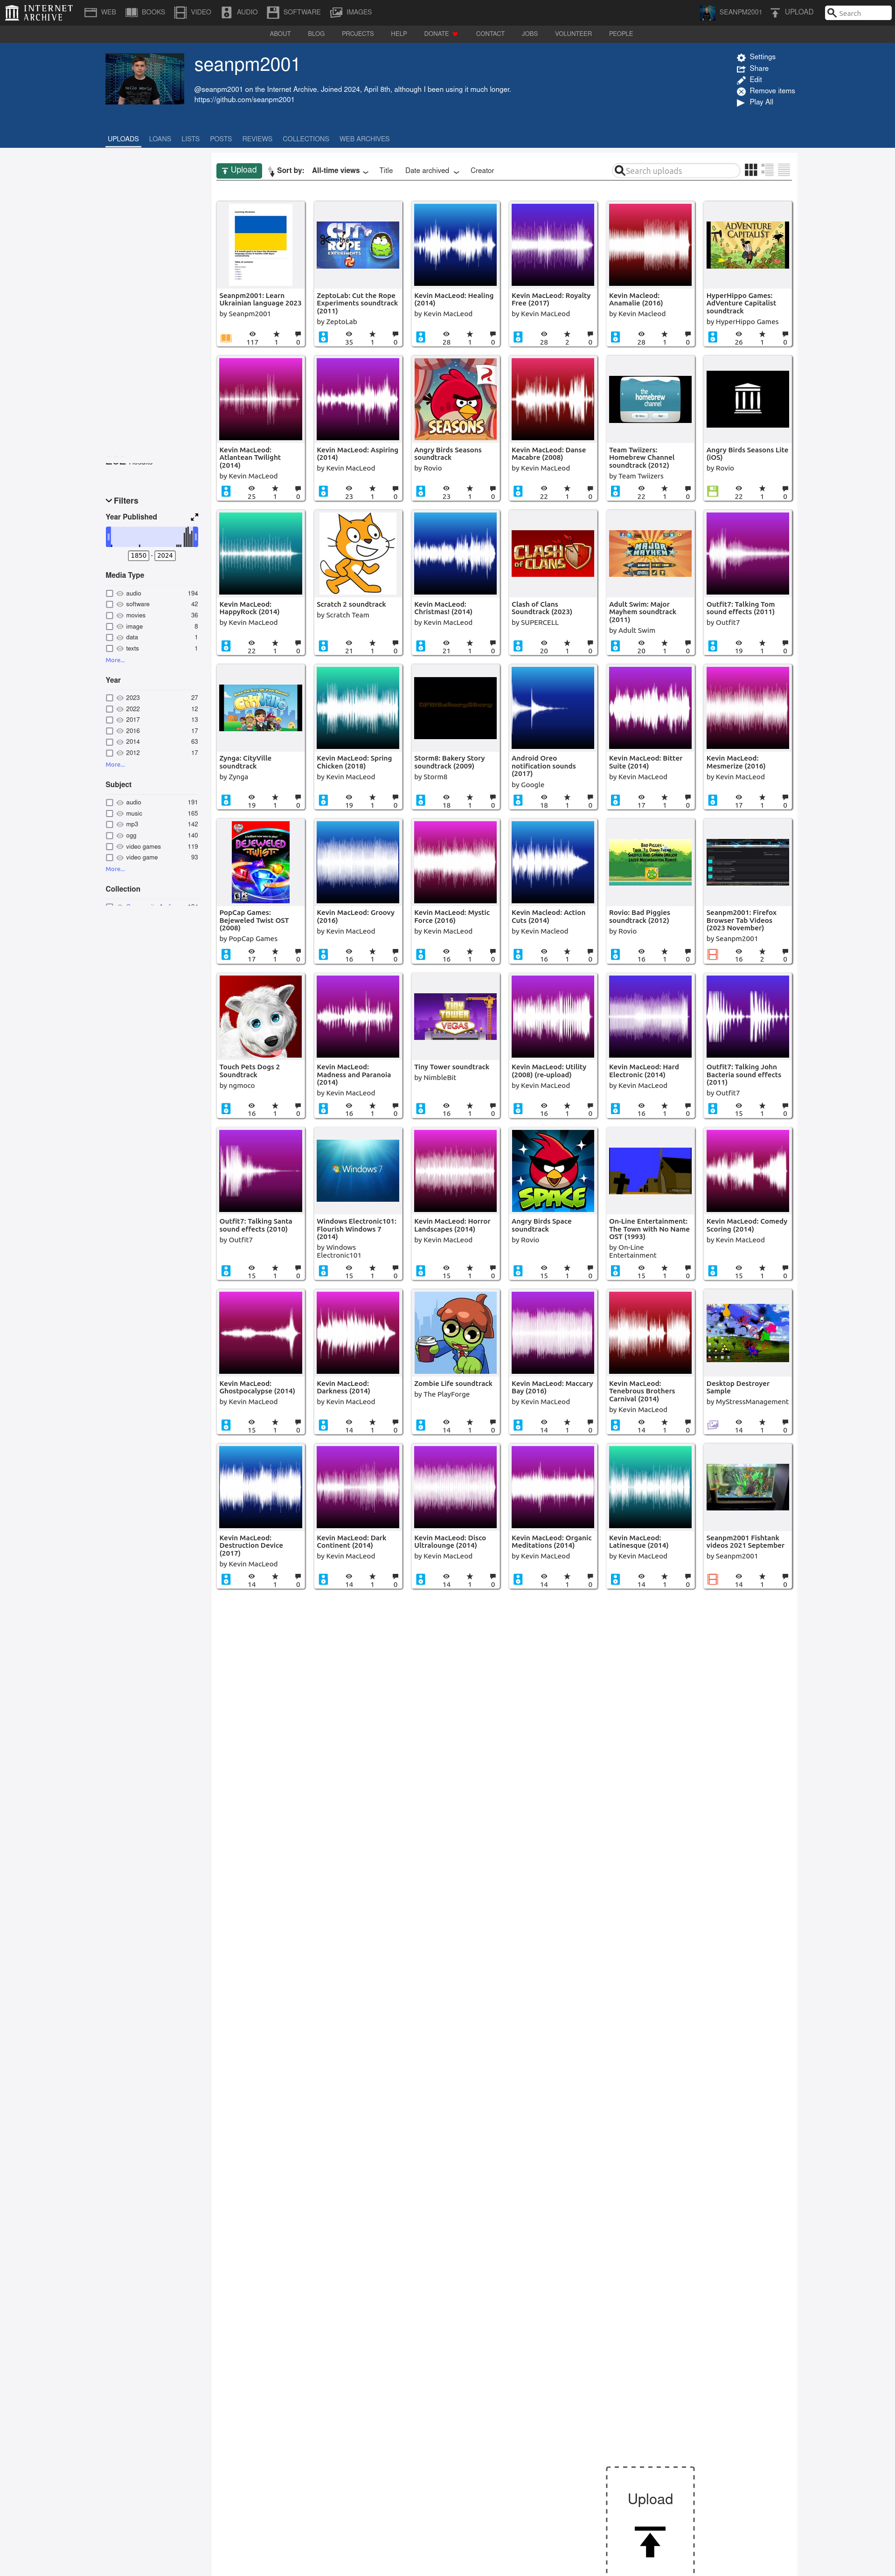 INTERNET ARCHIVE
WEB BOOKS VIDEO AUDIO SOFTWARE IMAGES SEANPM2001 UPLOAD Search
ABOUT BLOG PROJECTS HELP DONATE CONTACT JOBS VOLUNTEER PEOPLE
seanpm2001
@seanpm2001 on the Internet Archive. Joined 2024, April 8th, although I been using it much longer.
https://github.com/seanpm2001
Settings
Share
Edit
Remove items
Play All
UPLOADS LOANS LISTS POSTS REVIEWS COLLECTIONS WEB ARCHIVES
Upload Sort by: All-time views Title Date archived Creator Search uploads
Filters
Year Published
1850 - 2024
Media Type
audio 194
software 42
movies 36
image 8
data 1
texts 1
More...
Year
2023 27
2022 12
2017 13
2016 17
2014 63
2012 17
More...
Subject
audio 191
music 165
mp3 142
ogg 140
video games 119
video game 93
More...
Collection
Seanpm2001: Learn
Ukrainian language 2023
by Seanpm2001
117 1 0
CUT the ROPE
EXPERIMENTS
ZeptoLab: Cut the Rope
Experiments soundtrack
(2011)
by ZeptoLab
35 1 0
Kevin MacLeod: Healing
(2014)
by Kevin MacLeod
28 1 0
Kevin MacLeod: Royalty
Free (2017)
by Kevin MacLeod
28 2 0
Kevin Macleod:
Anamalie (2016)
by Kevin Macleod
28 1 0
ADVENTURE
CAPITALIST
HyperHippo Games:
AdVenture Capitalist
soundtrack
by HyperHippo Games
26 1 0
Kevin MacLeod:
Atlantean Twilight
(2014)
by Kevin MacLeod
25 1 0
Kevin MacLeod: Aspiring
(2014)
by Kevin MacLeod
23 1 0
SEASONS
Angry Birds Seasons
soundtrack
by Rovio
23 1 0
Kevin MacLeod: Danse
Macabre (2008)
by Kevin MacLeod
22 1 0
the
homebrew
channel
Team Twiizers:
Homebrew Channel
soundtrack (2012)
by Team Twiizers
22 1 0
Angry Birds Seasons Lite
(iOS)
by Rovio
22 1 0
Kevin MacLeod:
HappyRock (2014)
by Kevin MacLeod
22 1 0
Scratch 2 soundtrack
by Scratch Team
21 1 0
Kevin MacLeod:
Christmas! (2014)
by Kevin MacLeod
21 1 0
CLASH of CLANS
Clash of Clans
Soundtrack (2023)
by SUPERCELL
20 1 0
MAJOR
MAYHEM
Adult Swim: Major
Mayhem soundtrack
(2011)
by Adult Swim
20 1 0
Outfit7: Talking Tom
sound effects (2011)
by Outfit7
19 1 0
CityVille
Zynga: CityVille
soundtrack
by Zynga
19 1 0
Kevin MacLeod: Spring
Chicken (2018)
by Kevin MacLeod
19 1 0
Storm8: Bakery Story
soundtrack (2009)
by Storm8
18 1 0
Android Oreo
notification sounds
(2017)
by Google
18 1 0
Kevin MacLeod: Bitter
Suite (2014)
by Kevin MacLeod
17 1 0
Kevin MacLeod:
Mesmerize (2016)
by Kevin MacLeod
17 1 0
BEJEWELED
TWIST
PopCap Games:
Bejeweled Twist OST
(2008)
by PopCap Games
17 1 0
Kevin MacLeod: Groovy
(2016)
by Kevin MacLeod
16 1 0
Kevin MacLeod: Mystic
Force (2016)
by Kevin MacLeod
16 1 0
Kevin Macleod: Action
Cuts (2014)
by Kevin Macleod
16 1 0
Rovio: Bad Piggies
soundtrack (2012)
by Rovio
16 1 0
Seanpm2001: Firefox
Browser Tab Videos
(2023 November)
by Seanpm2001
16 2 0
Touch Pets Dogs 2
Soundtrack
by ngmoco
16 1 0
Kevin MacLeod:
Madness and Paranoia
(2014)
by Kevin MacLeod
16 1 0
TINY
TOWER
VEGAS
Tiny Tower soundtrack
by NimbleBit
16 1 0
Kevin MacLeod: Utility
(2008) (re-upload)
by Kevin MacLeod
16 1 0
Kevin MacLeod: Hard
Electronic (2014)
by Kevin MacLeod
16 1 0
Outfit7: Talking John
Bacteria sound effects
(2011)
by Outfit7
15 1 0
Outfit7: Talking Santa
sound effects (2010)
by Outfit7
15 1 0
Windows 7
Windows Electronic101:
Flourish Windows 7
(2014)
by Windows
Electronic101
15 1 0
Kevin MacLeod: Horror
Landscapes (2014)
by Kevin MacLeod
15 1 0
SPACE
Angry Birds Space
soundtrack
by Rovio
15 1 0
On-Line Entertainment:
The Town with No Name
OST (1993)
by On-Line
Entertainment
15 1 0
Kevin MacLeod: Comedy
Scoring (2014)
by Kevin MacLeod
15 1 0
Kevin MacLeod:
Ghostpocalypse (2014)
by Kevin MacLeod
15 1 0
Kevin MacLeod:
Darkness (2014)
by Kevin MacLeod
14 1 0
Zombie Life soundtrack
by The PlayForge
14 1 0
Kevin MacLeod: Maccary
Bay (2016)
by Kevin MacLeod
14 1 0
Kevin MacLeod:
Tenebrous Brothers
Carnival (2014)
by Kevin MacLeod
14 1 0
Desktop Destroyer
Sample
by MyStressManagement
14 1 0
Kevin MacLeod:
Destruction Device
(2017)
by Kevin MacLeod
14 1 0
Kevin MacLeod: Dark
Continent (2014)
by Kevin MacLeod
14 1 0
Kevin MacLeod: Disco
Ultralounge (2014)
by Kevin MacLeod
14 1 0
Kevin MacLeod: Organic
Meditations (2014)
by Kevin MacLeod
14 1 0
Kevin MacLeod:
Latinesque (2014)
by Kevin MacLeod
14 1 0
Seanpm2001 Fishtank
videos 2021 September
by Seanpm2001
14 1 0
Upload